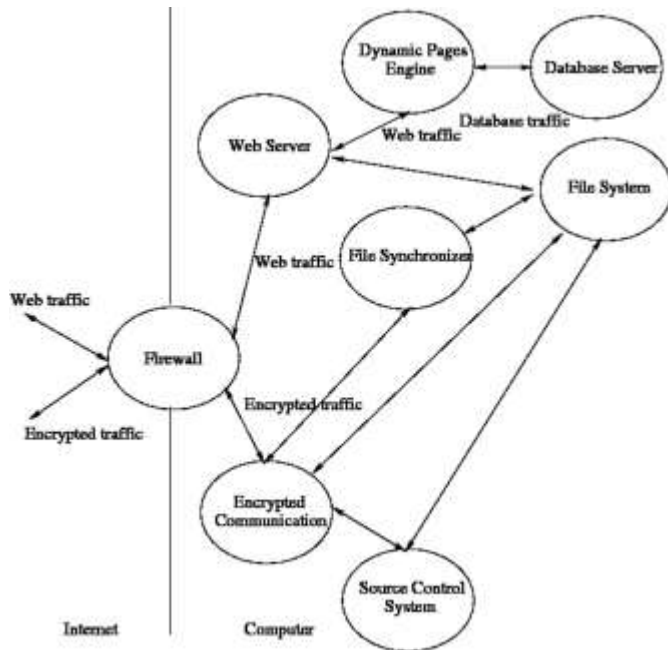 Dynamic Pages
Engine
Database Server
Database traffic
Web traffic
Web Server
File System
File Synchronizer
Web traffic
Web traffic
Firewall
Encrypted traffic
Encrypted traffic
Encrypted
Communication
Source Control
System
Internet
Computer